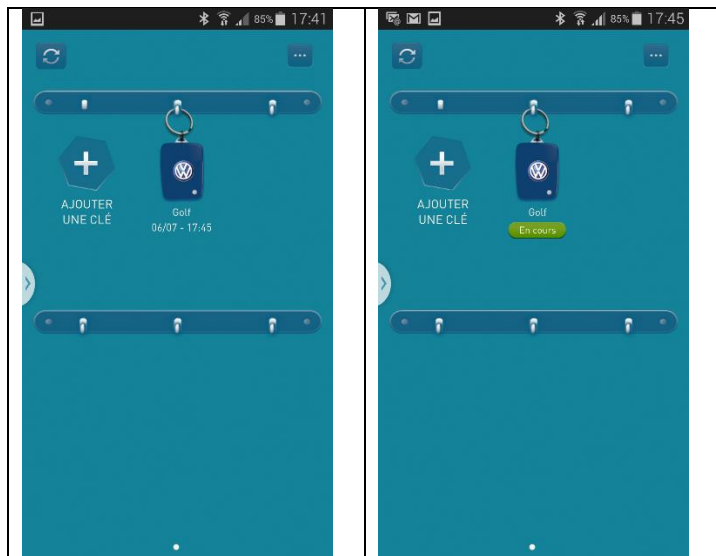 85% 17:41
AJOUTER
UNE CLÉ
Golf
06/07 - 17:45
85% 17:45
AJOUTER
UNE CLÉ
Golf
En cours